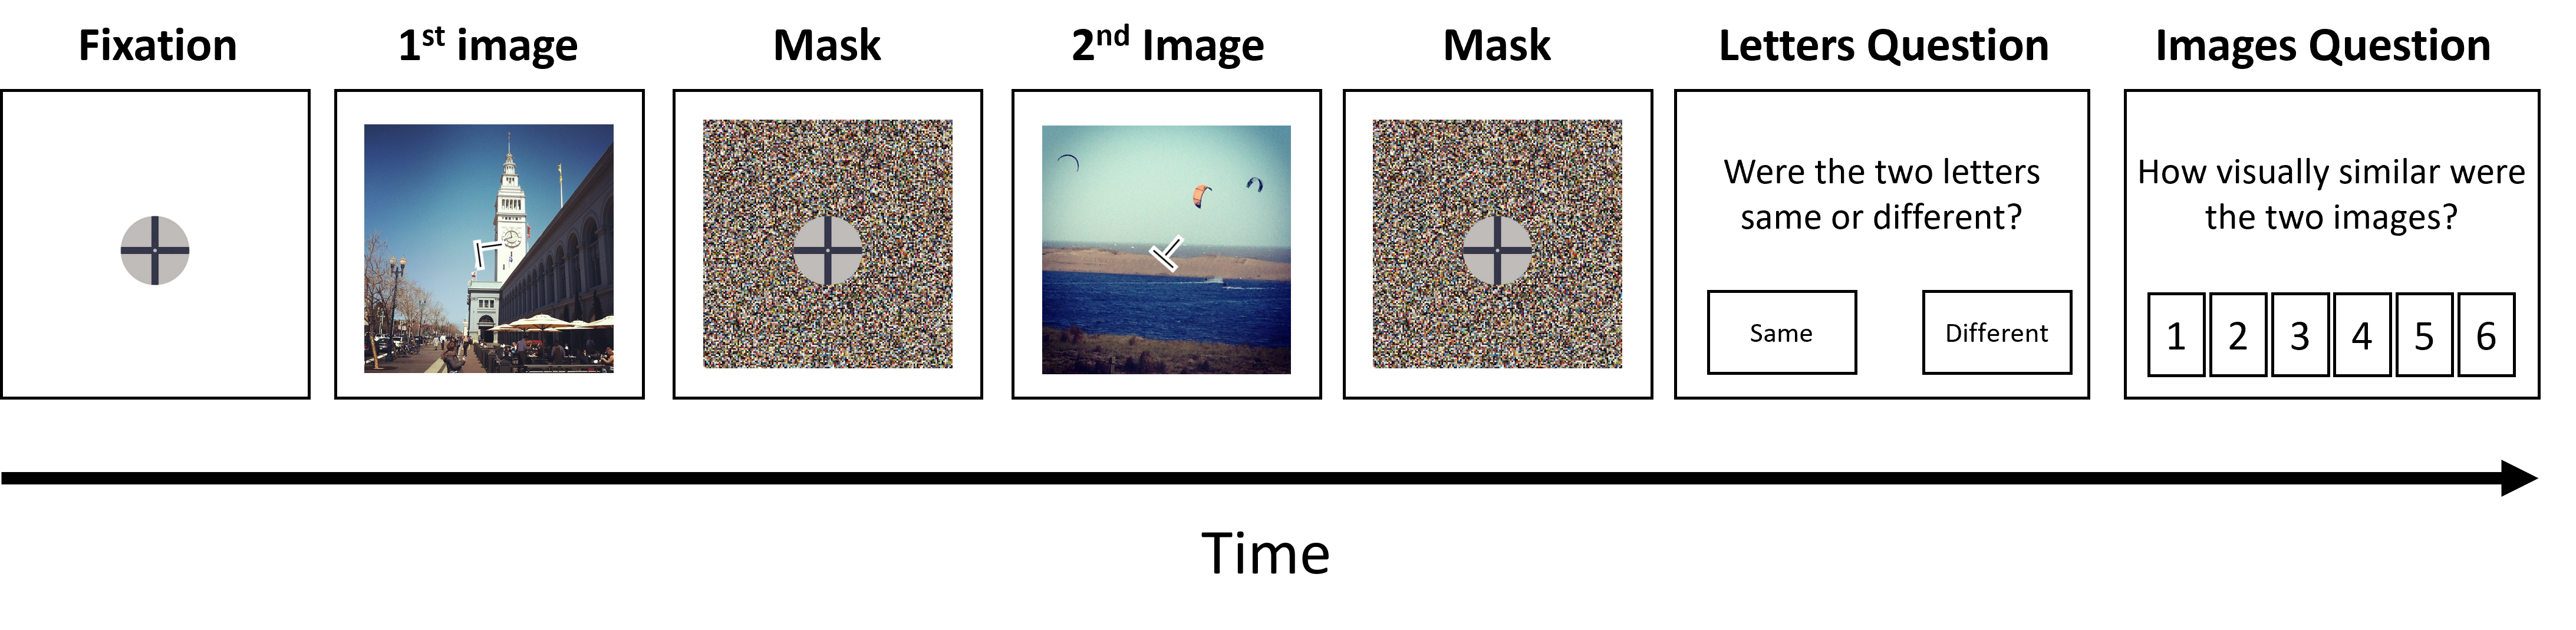 Fixation
1st image
Mask
2nd Image
Mask
Letters Question
Images Question
Were the two letters
same or different?
Same
Different
How visually similar were
the two images?
1 2 3 4 5 6
Time